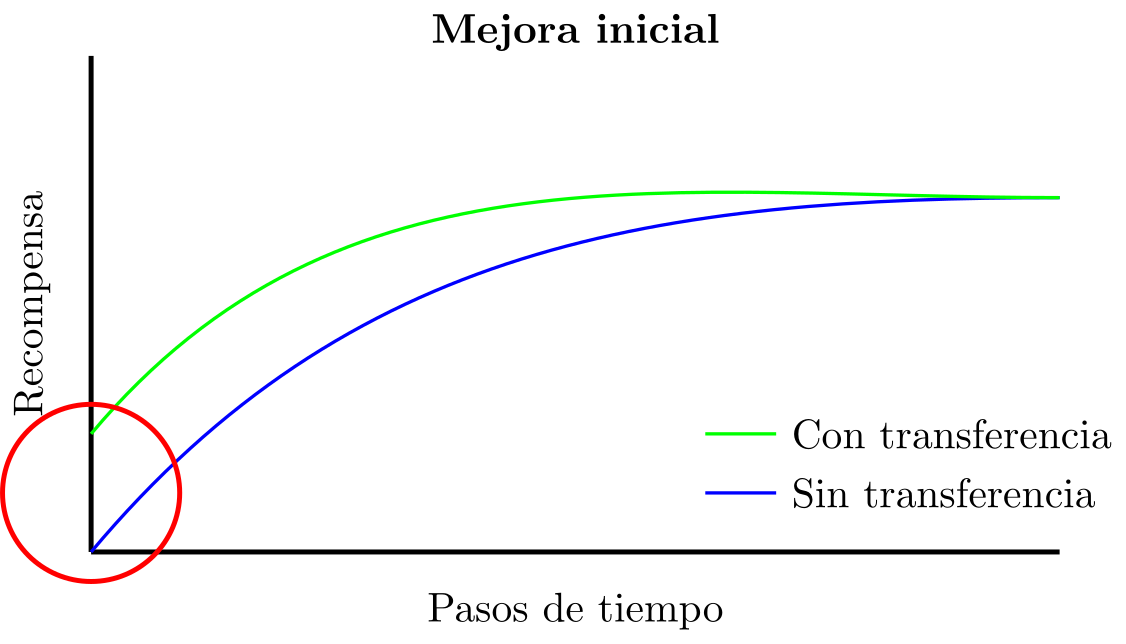 Mejora inicial
Recompensa
Con transferencia
Sin transferencia
Pasos de tiempo